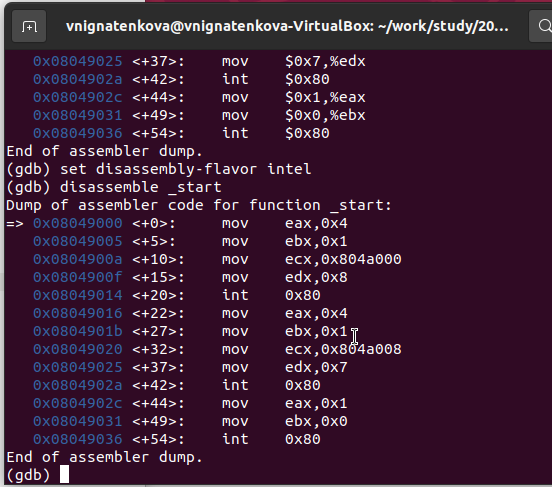 vnignatenkova@vnignatenkova-VirtualBox: ~/work/study/20...
0x08049025 <+37>: mov $0x7,%edx
0x0804902a <+42>: int $0x80
0x0804902c <+44>: mov $0x1,%eax
0x08049031 <+49>: mov $0x0,%ebx
0x08049036 <+54>: int $0x80
End of assembler dump.
(gdb) set disassembly-flavor intel
(gdb) disassemble _start
Dump of assembler code for function _start:
=> 0x08049000 <+0>: mov eax,0x4
0x08049005 <+5>: mov ebx,0x1
0x0804900a <+10>: mov ecx,0x804a000
0x0804900f <+15>: mov edx,0x8
0x08049014 <+20>: int 0x80
0x08049016 <+22>: mov eax,0x4
0x0804901b <+27>: mov ebx,0x1
0x08049020 <+32>: mov ecx,0x804a008
0x08049025 <+37>: mov edx,0x7
0x0804902a <+42>: int 0x80
0x0804902c <+44>: mov eax,0x1
0x08049031 <+49>: mov ebx,0x0
0x08049036 <+54>: int 0x80
End of assembler dump.
(gdb)